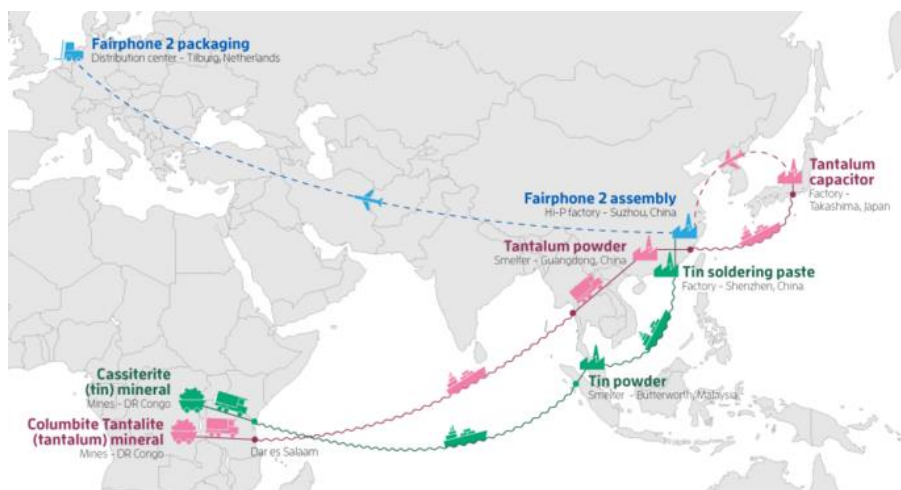 Fairphone 2 packaging
Distribution center - Tilburg, Netherlands
Tantalum
capacitor
Factory -
Takashima, Japan
Fairphone 2 assembly
Hi-P factory - Suzhou, China
Tantalum powder
Smelter - Guangdong, China
Tin soldering paste
Factory - Shenzhen, China
Cassiterite
(tin) mineral
Mines - DR Congo
Tin powder
Smelter - Butterworth, Malaysia
Columbite Tantalite
(tantalum) mineral
Mines - DR Congo
Dar es Salaam